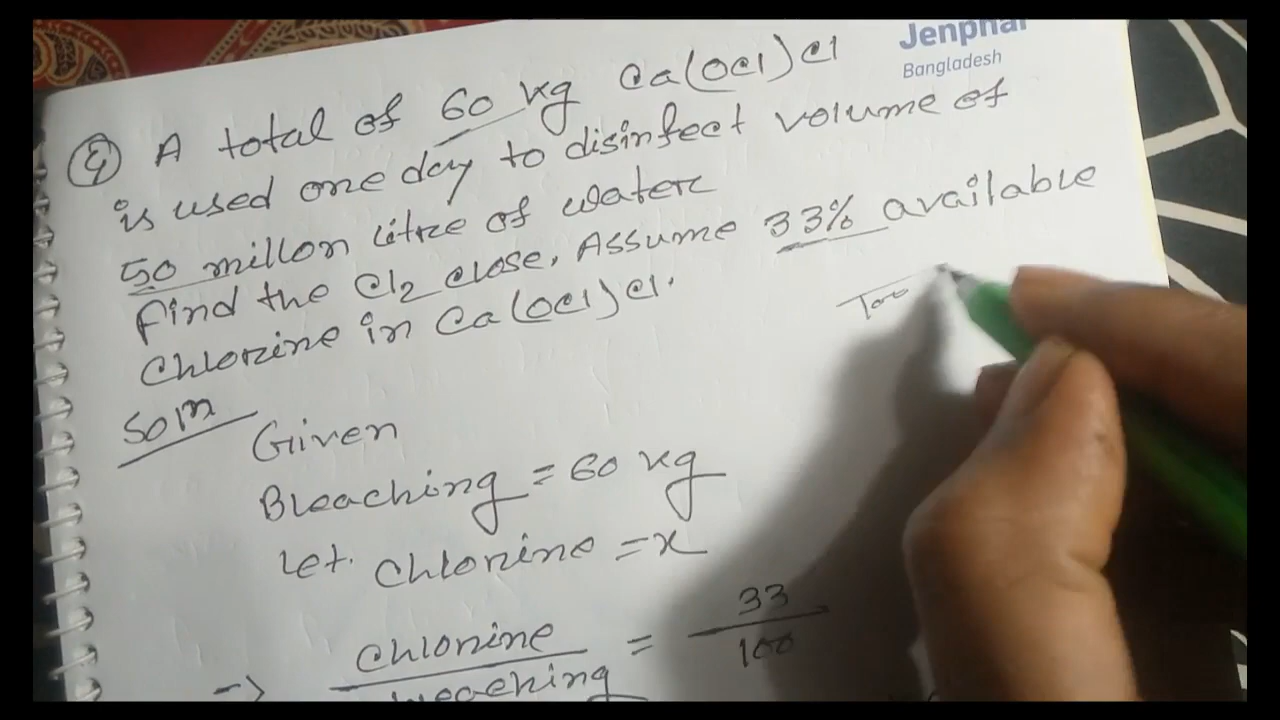 Jenphar
Bangladesh
Q A total of 60 kg Ca(OCl)Cl
is used one day to disinfect volume of
50 millon litre of water
Find the Cl2 close. Assume 33% available
Chlorine in Ca(OCl)Cl.
Soln
Given
Bleaching = 60 kg
Let. Chlorine = x
33
Chlorine =
100
→ bleaching